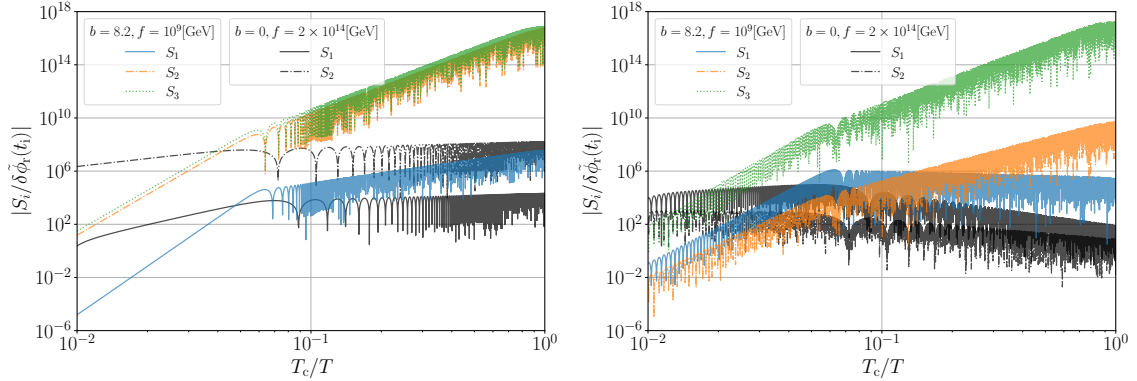 10^18
10^14
10^10
10^6
10^2
10^−2
10^−6
|S_i/δφ̃_r(t_i)|
b = 8.2, f = 10^9[GeV]
S_1
S_2
S_3
b = 0, f = 2 × 10^14[GeV]
S_1
S_2
10^−2
10^−1
10^0
T_c/T
10^18
10^14
10^10
10^6
10^2
10^−2
10^−6
|S_i/δφ̃_r(t_i)|
b = 8.2, f = 10^9[GeV]
S_1
S_2
S_3
b = 0, f = 2 × 10^14[GeV]
S_1
S_2
10^−2
10^−1
10^0
T_c/T